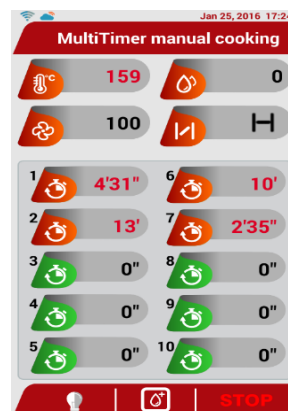 Jan 25, 2016 17:24
MultiTimer manual cooking
°C 159 0
100
1 4'31" 6 10'
2 13' 7 2'35"
3 0" 8 0"
4 0" 9 0"
5 0" 10 0"
STOP